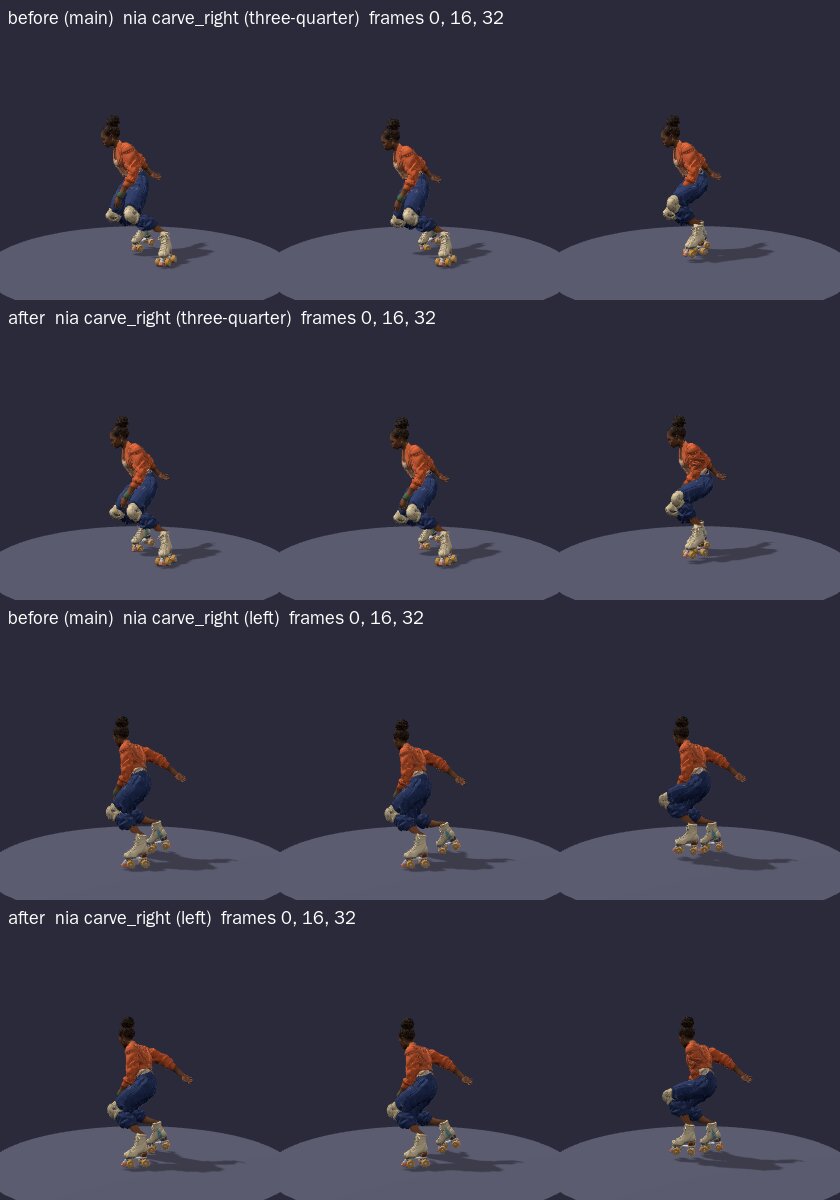 before (main)  nia carve_right (three-quarter)  frames 0, 16, 32
after  nia carve_right (three-quarter)  frames 0, 16, 32
before (main)  nia carve_right (left)  frames 0, 16, 32
after  nia carve_right (left)  frames 0, 16, 32